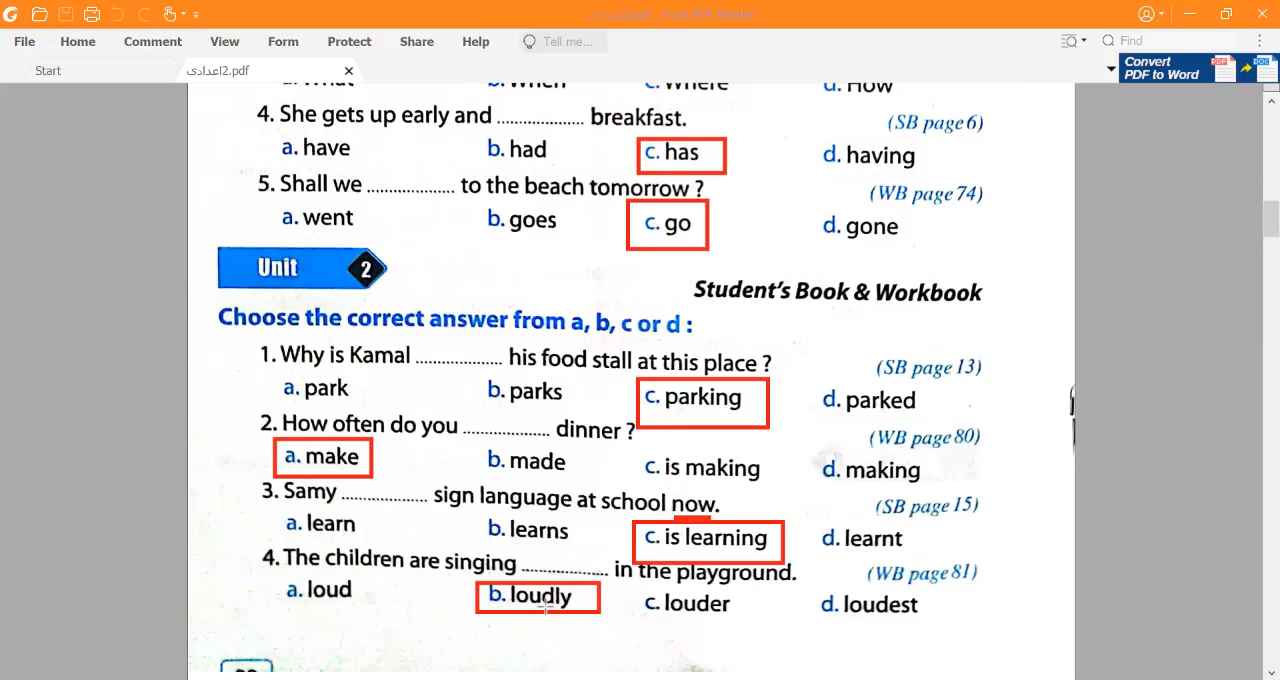 File Home Comment View Form Protect Share Help Tell me... Find
Start 2اعدادى.pdf Convert PDF to Word
a. What b. When c. Where d. How
4. She gets up early and .................. breakfast. (SB page 6)
a. have b. had c. has d. having
5. Shall we .................. to the beach tomorrow ? (WB page 74)
a. went b. goes c. go d. gone
Unit 2
Student's Book & Workbook
Choose the correct answer from a, b, c or d :
1. Why is Kamal .................. his food stall at this place ? (SB page 13)
a. park b. parks c. parking d. parked
2. How often do you .................. dinner ? (WB page 80)
a. make b. made c. is making d. making
3. Samy .................. sign language at school now. (SB page 15)
a. learn b. learns c. is learning d. learnt
4. The children are singing .................. in the playground. (WB page 81)
a. loud b. loudly c. louder d. loudest